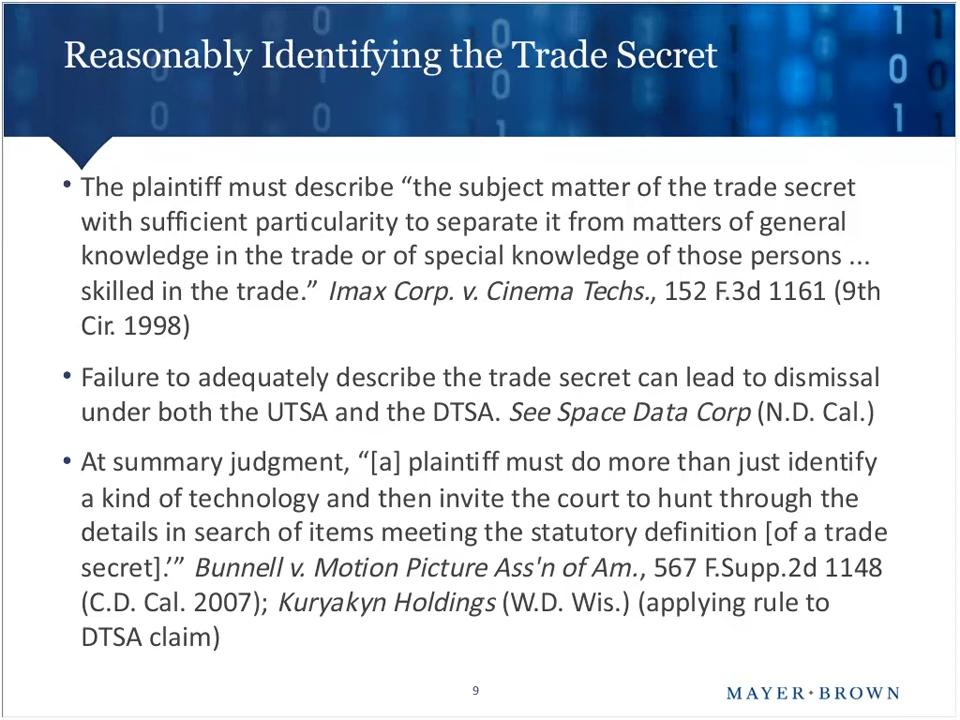 Reasonably Identifying the Trade Secret
• The plaintiff must describe “the subject matter of the trade secret
with sufficient particularity to separate it from matters of general
knowledge in the trade or of special knowledge of those persons ...
skilled in the trade.” Imax Corp. v. Cinema Techs., 152 F.3d 1161 (9th
Cir. 1998)
• Failure to adequately describe the trade secret can lead to dismissal
under both the UTSA and the DTSA. See Space Data Corp (N.D. Cal.)
• At summary judgment, “[a] plaintiff must do more than just identify
a kind of technology and then invite the court to hunt through the
details in search of items meeting the statutory definition [of a trade
secret].’” Bunnell v. Motion Picture Ass'n of Am., 567 F.Supp.2d 1148
(C.D. Cal. 2007); Kuryakyn Holdings (W.D. Wis.) (applying rule to
DTSA claim)
9
MAYER • BROWN